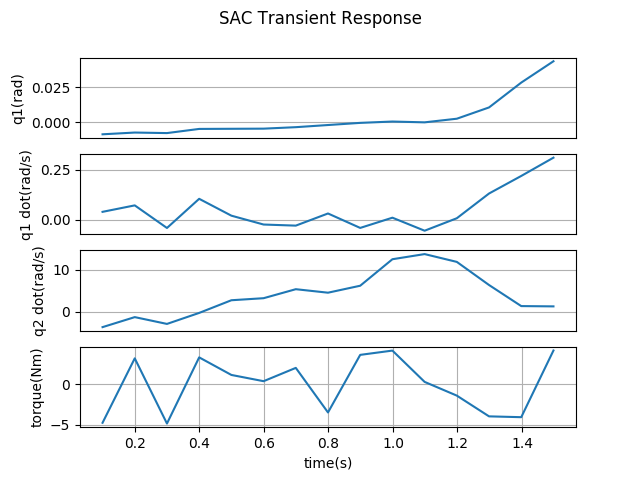 SAC Transient Response
q1(rad)
0.025
0.000
q1 dot(rad/s)
0.25
0.00
q2 dot(rad/s)
10
0
torque(Nm)
0
−5
0.2 0.4 0.6 0.8 1.0 1.2 1.4
time(s)